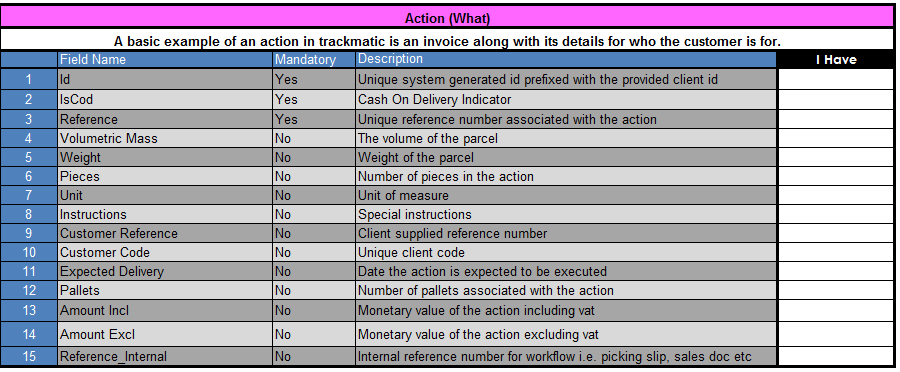 Action (What)
A basic example of an action in trackmatic is an invoice along with its details for who the customer is for.
Field Name Mandatory Description I Have
1 Id Yes Unique system generated id prefixed with the provided client id
2 IsCod Yes Cash On Delivery Indicator
3 Reference Yes Unique reference number associated with the action
4 Volumetric Mass No The volume of the parcel
5 Weight No Weight of the parcel
6 Pieces No Number of pieces in the action
7 Unit No Unit of measure
8 Instructions No Special instructions
9 Customer Reference No Client supplied reference number
10 Customer Code No Unique client code
11 Expected Delivery No Date the action is expected to be executed
12 Pallets No Number of pallets associated with the action
13 Amount Incl No Monetary value of the action including vat
14 Amount Excl No Monetary value of the action excluding vat
15 Reference_Internal No Internal reference number for workflow i.e. picking slip, sales doc etc